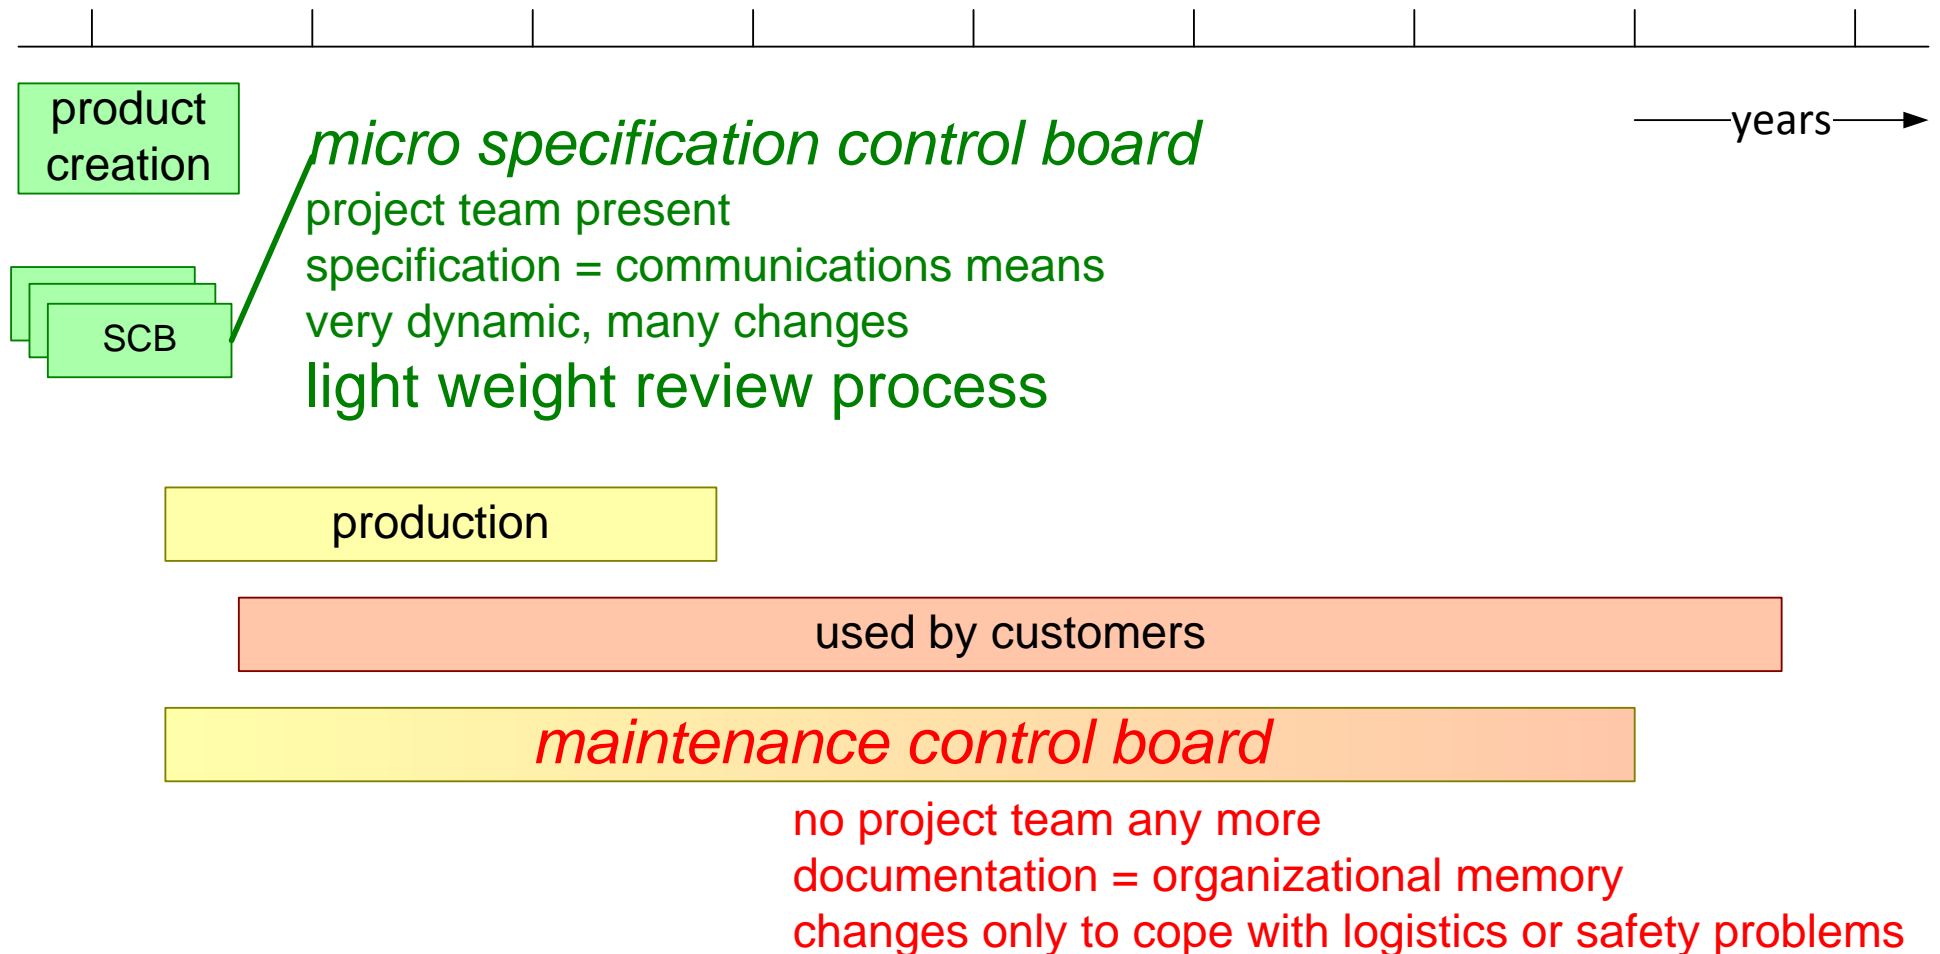 product
creation
micro specification control board
years
project team present
specification = communications means
very dynamic, many changes
light weight review process
SCB
production
used by customers
maintenance control board
no project team any more
documentation = organizational memory
changes only to cope with logistics or safety problems